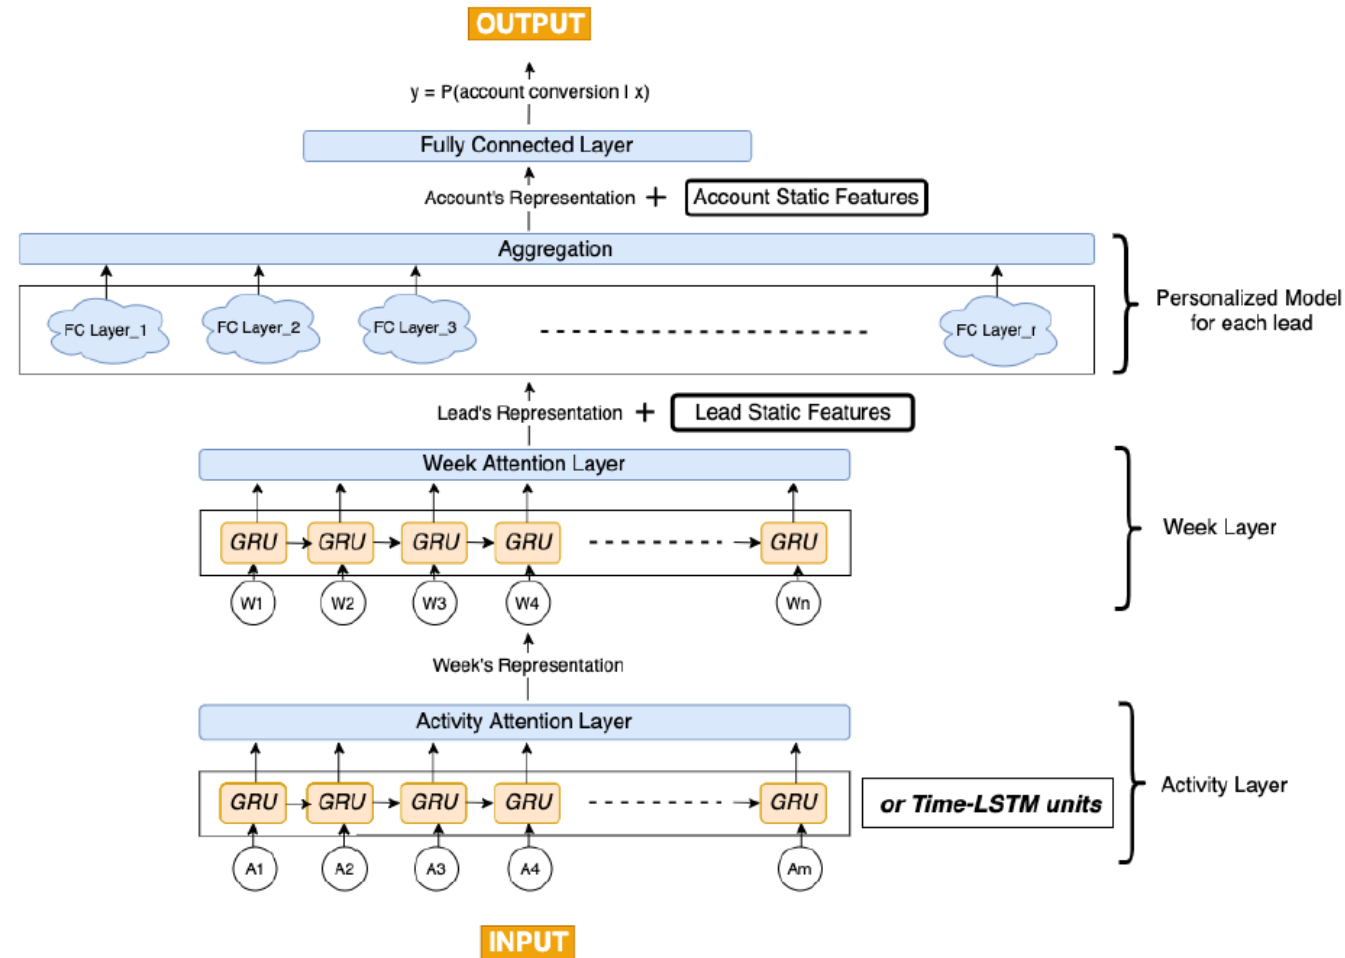 OUTPUT
y = P(account conversion I x)
Fully Connected Layer
Account's Representation + Account Static Features
Aggregation
FC Layer_1 FC Layer_2 FC Layer_3 FC Layer_r
Personalized Model
for each lead
Lead's Representation + Lead Static Features
Week Attention Layer
GRU GRU GRU GRU GRU
Week Layer
W1 W2 W3 W4 Wn
Week's Representation
Activity Attention Layer
GRU GRU GRU GRU GRU
or Time-LSTM units
Activity Layer
A1 A2 A3 A4 Am
INPUT